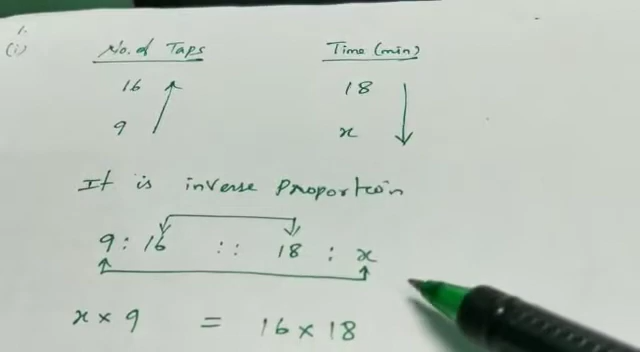 1.
(i) No. of Taps Time (min)
16 18
9 x
It is inverse Proportion
9 : 16 :: 18 : x
x × 9 = 16 × 18